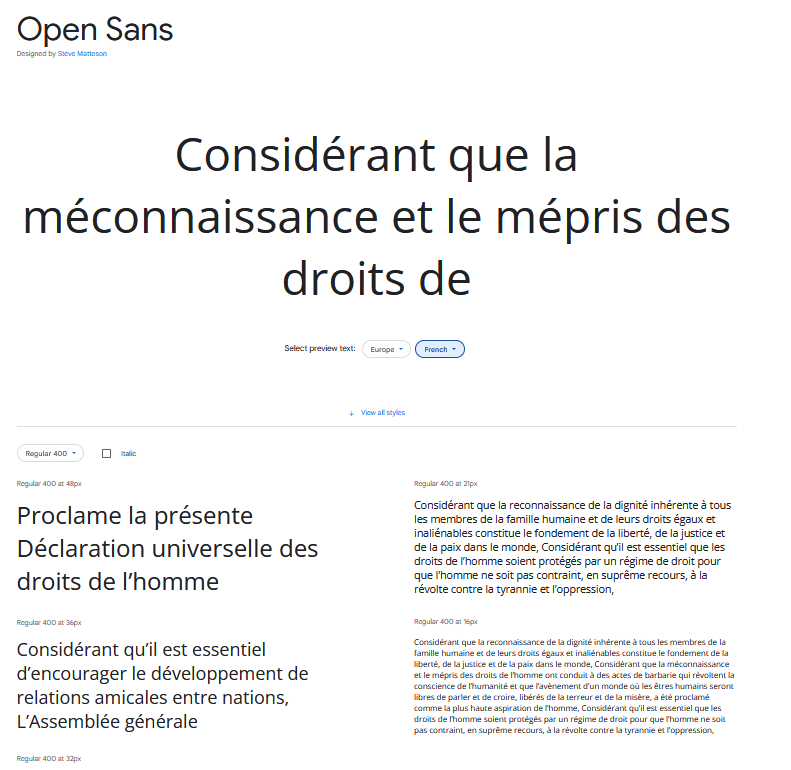 Open Sans
Designed by Steve Matteson
Considérant que la
méconnaissance et le mépris des
droits de
Select preview text: Europe French
View all styles
Regular 400 Italic
Regular 400 at 48px
Proclame la présente
Déclaration universelle des
droits de l’homme
Regular 400 at 36px
Considérant qu’il est essentiel
d’encourager le développement de
relations amicales entre nations,
L’Assemblée générale
Regular 400 at 32px
Regular 400 at 21px
Considérant que la reconnaissance de la dignité inhérente à tous
les membres de la famille humaine et de leurs droits égaux et
inaliénables constitue le fondement de la liberté, de la justice et
de la paix dans le monde, Considérant qu’il est essentiel que les
droits de l’homme soient protégés par un régime de droit pour
que l’homme ne soit pas contraint, en suprême recours, à la
révolte contre la tyrannie et l’oppression,
Regular 400 at 16px
Considérant que la reconnaissance de la dignité inhérente à tous les membres de la
famille humaine et de leurs droits égaux et inaliénables constitue le fondement de la
liberté, de la justice et de la paix dans le monde, Considérant que la méconnaissance
et le mépris des droits de l’homme ont conduit à des actes de barbarie qui révoltent la
conscience de l’humanité et que l’avènement d’un monde où les êtres humains seront
libres de parler et de croire, libérés de la terreur et de la misère, a été proclamé
comme la plus haute aspiration de l’homme, Considérant qu’il est essentiel que les
droits de l’homme soient protégés par un régime de droit pour que l’homme ne soit
pas contraint, en suprême recours, à la révolte contre la tyrannie et l’oppression,